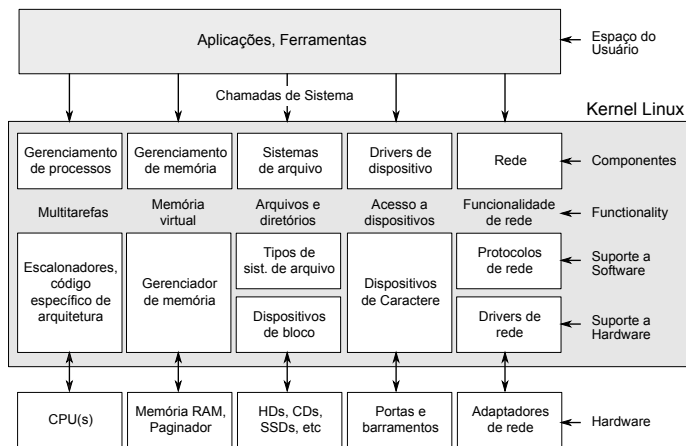 Aplicações, Ferramentas
Espaço do
Usuário
Chamadas de Sistema
Kernel Linux
Gerenciamento
de processos
Gerenciamento
de memória
Sistemas
de arquivo
Drivers de
dispositivo
Rede
Componentes
Multitarefas
Memória
virtual
Arquivos e
diretórios
Acesso a
dispositivos
Funcionalidade
de rede
Functionality
Escalonadores,
código
específico de
arquitetura
Gerenciador
de memória
Tipos de
sist. de arquivo
Dispositivos
de bloco
Dispositivos
de Caractere
Protocolos
de rede
Drivers de
rede
Suporte a
Software
Suporte a
Hardware
CPU(s)
Memória RAM,
Paginador
HDs, CDs,
SSDs, etc
Portas e
barramentos
Adaptadores
de rede
Hardware